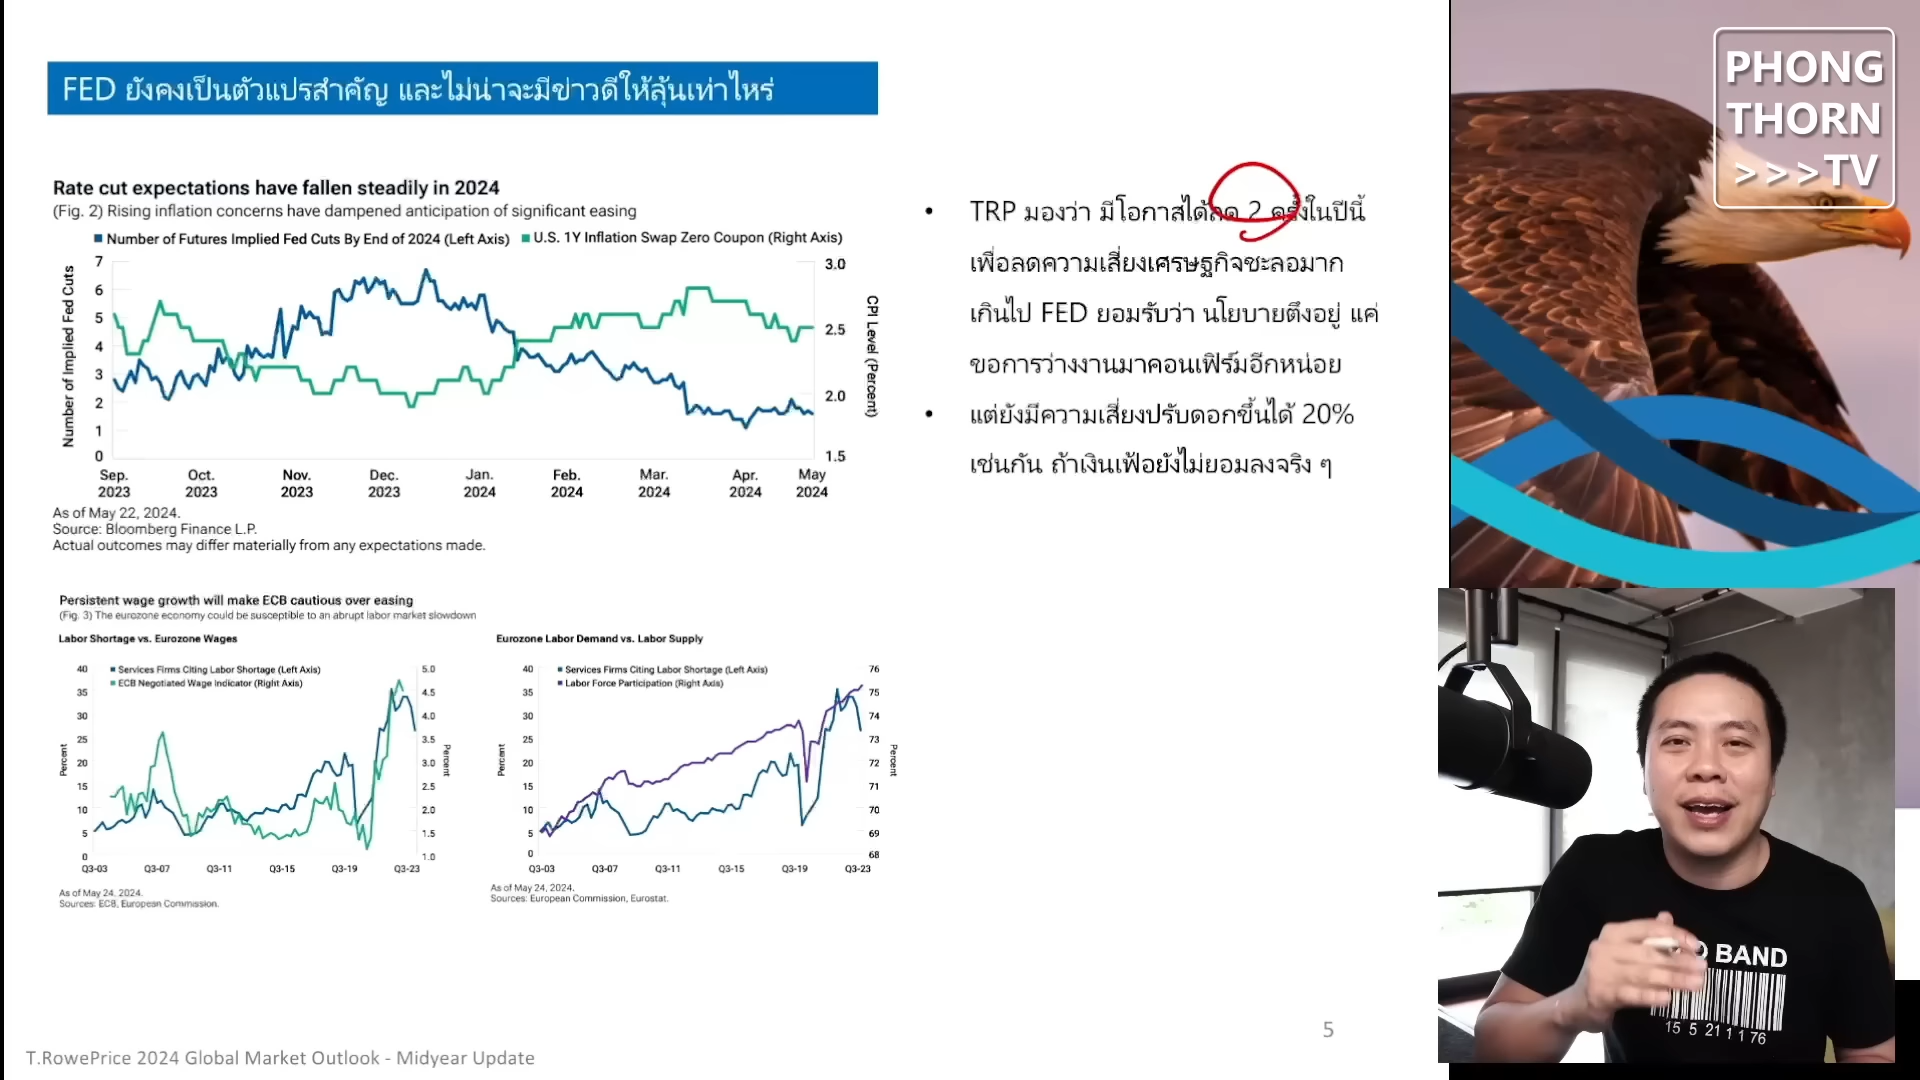 FED ยังคงเป็นตัวแปรสำคัญ และไม่น่าจะมีข่าวดีให้ลุ้นเท่าไหร่
Rate cut expectations have fallen steadily in 2024
(Fig. 2) Rising inflation concerns have dampened anticipation of significant easing
Number of Futures Implied Fed Cuts By End of 2024 (Left Axis) U.S. 1Y Inflation Swap Zero Coupon (Right Axis)
Number of Implied Fed Cuts
7
6
5
4
3
2
1
0
3.0
2.5
2.0
1.5
CPI Level (Percent)
Sep. 2023
Oct. 2023
Nov. 2023
Dec. 2023
Jan. 2024
Feb. 2024
Mar. 2024
Apr. 2024
May 2024
As of May 22, 2024.
Source: Bloomberg Finance L.P.
Actual outcomes may differ materially from any expectations made.
Persistent wage growth will make ECB cautious over easing
(Fig. 3) The eurozone economy could be susceptible to an abrupt labor market slowdown
Labor Shortage vs. Eurozone Wages
Services Firms Citing Labor Shortage (Left Axis)
ECB Negotiated Wage Indicator (Right Axis)
Percent
40
35
30
25
20
15
10
5
0
5.0
4.5
4.0
3.5
3.0
2.5
2.0
1.5
1.0
Percent
Q3-03 Q3-07 Q3-11 Q3-15 Q3-19 Q3-23
As of May 24, 2024.
Sources: ECB, European Commission.
Eurozone Labor Demand vs. Labor Supply
Services Firms Citing Labor Shortage (Left Axis)
Labor Force Participation (Right Axis)
Percent
40
35
30
25
20
15
10
5
0
76
75
74
73
72
71
70
69
68
Percent
Q3-03 Q3-07 Q3-11 Q3-15 Q3-19 Q3-23
As of May 24, 2024.
Sources: European Commission, Eurostat.
• TRP มองว่า มีโอกาสได้ลด 2 ครั้งในปีนี้
เพื่อลดความเสี่ยงเศรษฐกิจชะลอมาก
เกินไป FED ยอมรับว่า นโยบายตึงอยู่ แค่
ขอการว่างงานมาคอนเฟิร์มอีกหน่อย
• แต่ยังมีความเสี่ยงปรับดอกขึ้นได้ 20%
เช่นกัน ถ้าเงินเฟ้อยังไม่ยอมลงจริง ๆ
5
T.RowePrice 2024 Global Market Outlook - Midyear Update
PHONG
THORN
>>>TV
BAND
15 5 21 1 1 76